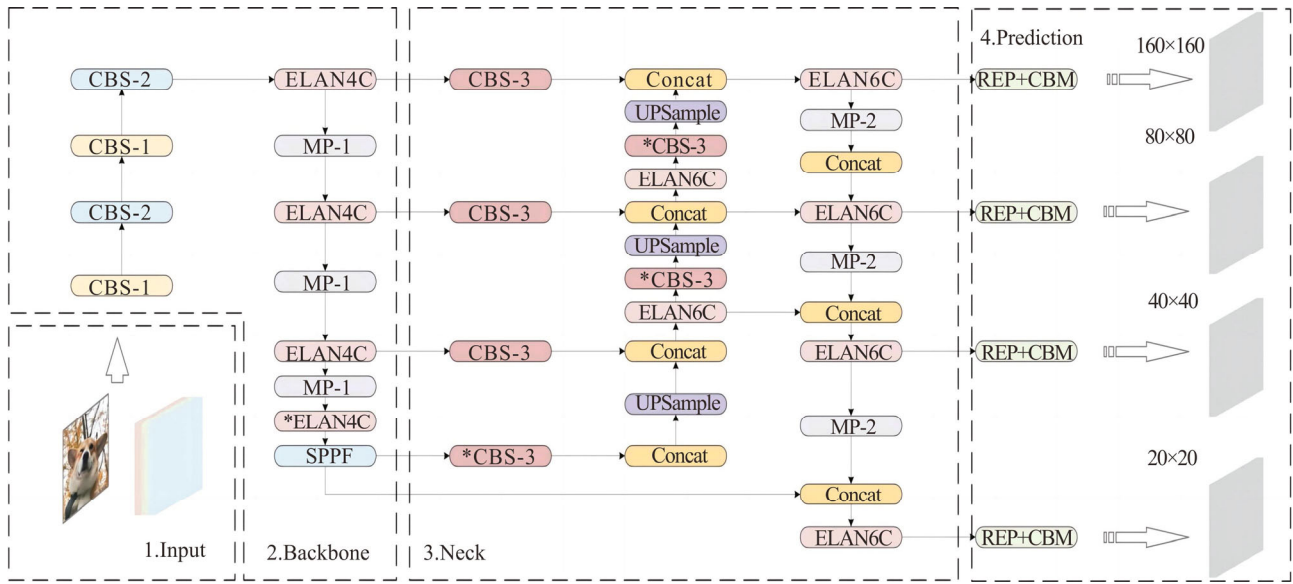 4.Prediction
160×160
CBS-2
ELAN4C
CBS-3
Concat
ELAN6C
REP+CBM
UPSample
MP-2
CBS-1
MP-1
*CBS-3
80×80
Concat
ELAN6C
CBS-2
ELAN4C
CBS-3
Concat
ELAN6C
REP+CBM
UPSample
MP-2
CBS-1
MP-1
*CBS-3
40×40
ELAN6C
Concat
ELAN4C
CBS-3
Concat
ELAN6C
REP+CBM
MP-1
*ELAN4C
UPSample
MP-2
SPPF
*CBS-3
Concat
20×20
Concat
ELAN6C
REP+CBM
1.Input
2.Backbone
3.Neck